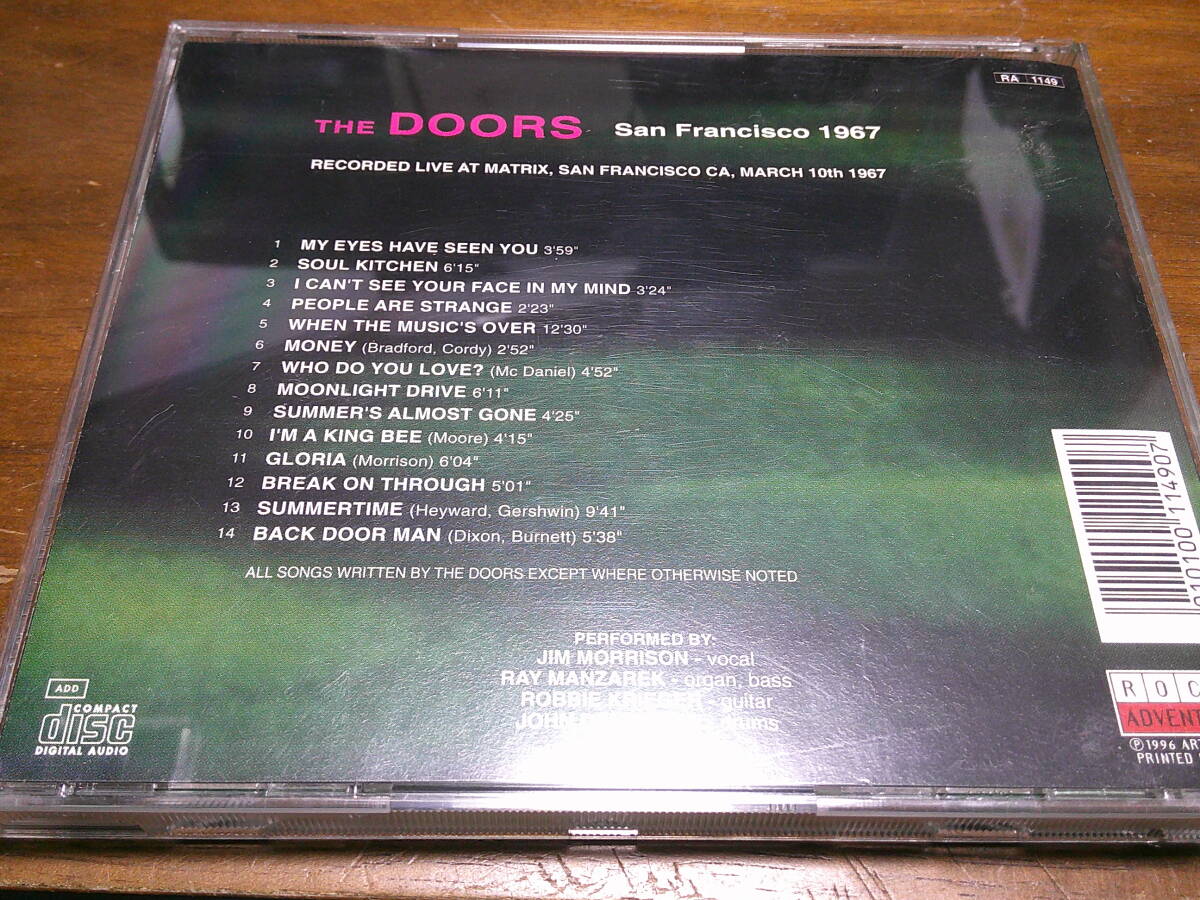 RA 1149
THE DOORS San Francisco 1967
RECORDED LIVE AT MATRIX, SAN FRANCISCO CA, MARCH 10th 1967
1 MY EYES HAVE SEEN YOU 3'59"
2 SOUL KITCHEN 6'15"
3 I CAN'T SEE YOUR FACE IN MY MIND 3'24"
4 PEOPLE ARE STRANGE 2'23"
5 WHEN THE MUSIC'S OVER 12'30"
6 MONEY (Bradford, Cordy) 2'52"
7 WHO DO YOU LOVE? (Mc Daniel) 4'52"
8 MOONLIGHT DRIVE 6'11"
9 SUMMER'S ALMOST GONE 4'25"
10 I'M A KING BEE (Moore) 4'15"
11 GLORIA (Morrison) 6'04"
12 BREAK ON THROUGH 5'01"
13 SUMMERTIME (Heyward, Gershwin) 9'41"
14 BACK DOOR MAN (Dixon, Burnett) 5'38"
ALL SONGS WRITTEN BY THE DOORS EXCEPT WHERE OTHERWISE NOTED
PERFORMED BY:
JIM MORRISON - vocal
RAY MANZAREK - organ, bass
ROBBIE KRIEGER - guitar
JOHN drums
ADD
COMPACT
disc
DIGITAL AUDIO
010100 114907
ROC
ADVENT
℗1996 AR
PRINTED